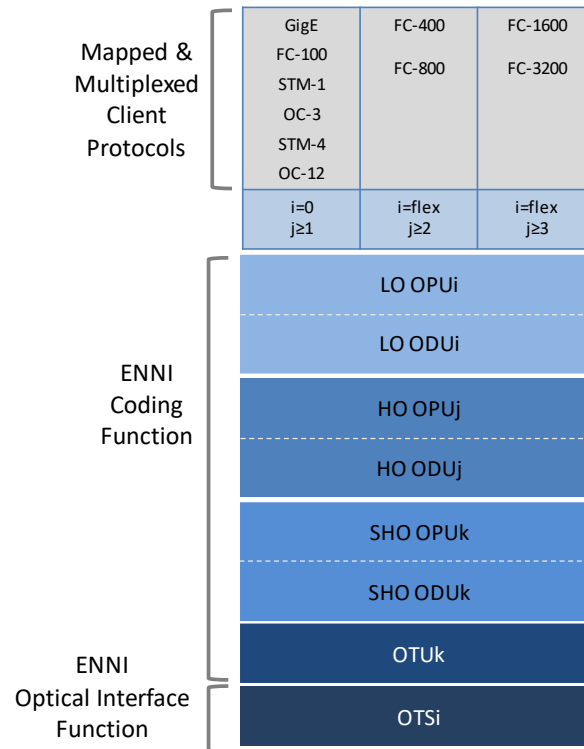 Mapped &
Multiplexed
Client
Protocols
GigE
FC-100
STM-1
OC-3
STM-4
OC-12
FC-400
FC-800
FC-1600
FC-3200
i=0
j≥1
i=flex
j≥2
i=flex
j≥3
ENNI
Coding
Function
LO OPUi
LO ODUi
HO OPUj
HO ODUj
SHO OPUk
SHO ODUk
OTUk
ENNI
Optical Interface
Function
OTSi